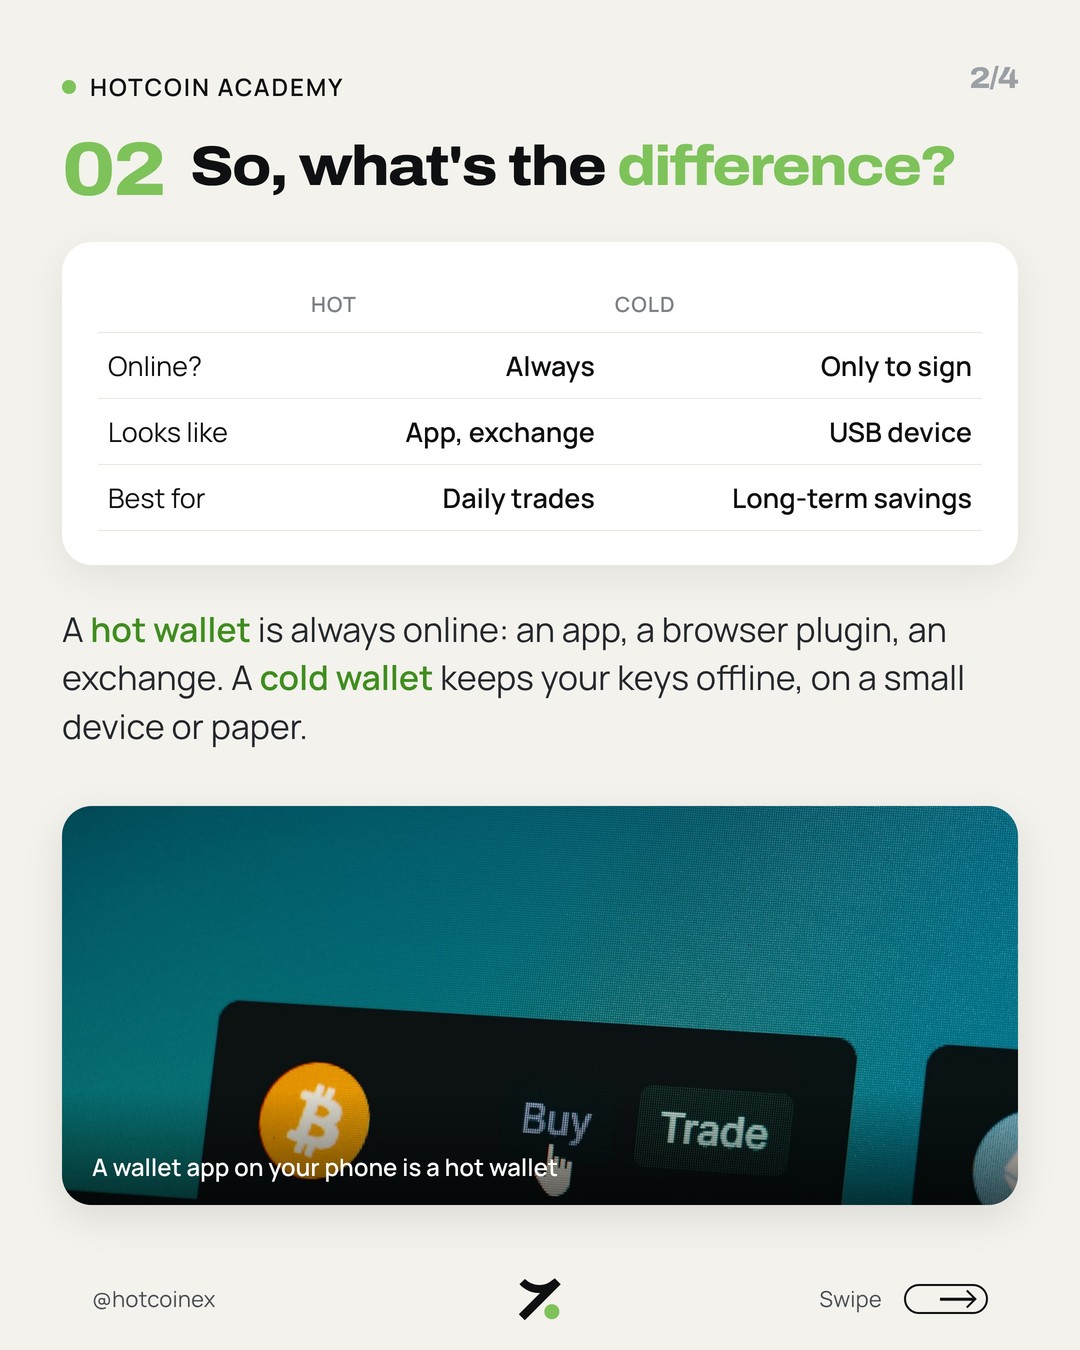 HOTCOIN ACADEMY
2/4
02 So, what's the difference?
HOT COLD
Online? Always Only to sign
Looks like App, exchange USB device
Best for Daily trades Long-term savings
A hot wallet is always online: an app, a browser plugin, an
exchange. A cold wallet keeps your keys offline, on a small
device or paper.
Buy Trade
A wallet app on your phone is a hot wallet
@hotcoinex
Swipe